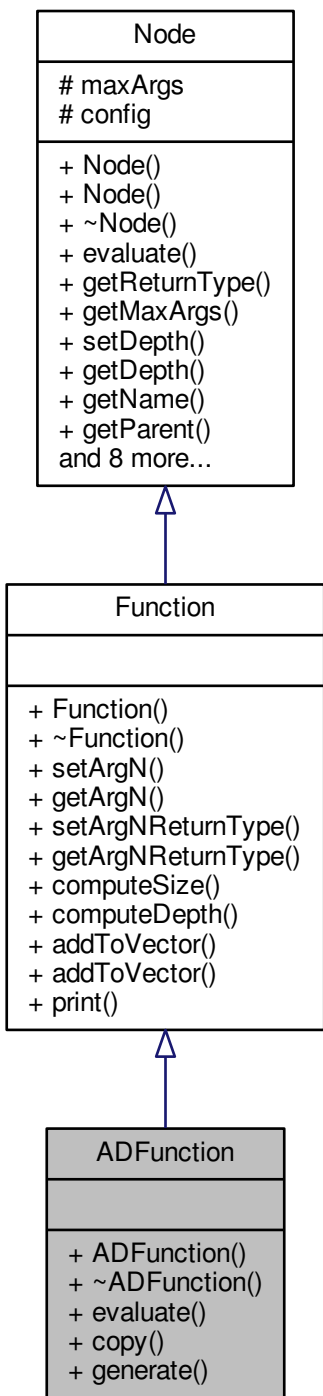 Node
# maxArgs
# config
+ Node()
+ Node()
+ ~Node()
+ evaluate()
+ getReturnType()
+ getMaxArgs()
+ setDepth()
+ getDepth()
+ getName()
+ getParent()
and 8 more...
Function
+ Function()
+ ~Function()
+ setArgN()
+ getArgN()
+ setArgNReturnType()
+ getArgNReturnType()
+ computeSize()
+ computeDepth()
+ addToVector()
+ addToVector()
+ print()
ADFunction
+ ADFunction()
+ ~ADFunction()
+ evaluate()
+ copy()
+ generate()